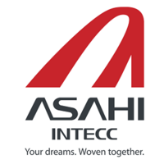 ASAHI
INTECC
Your dreams. Woven together.